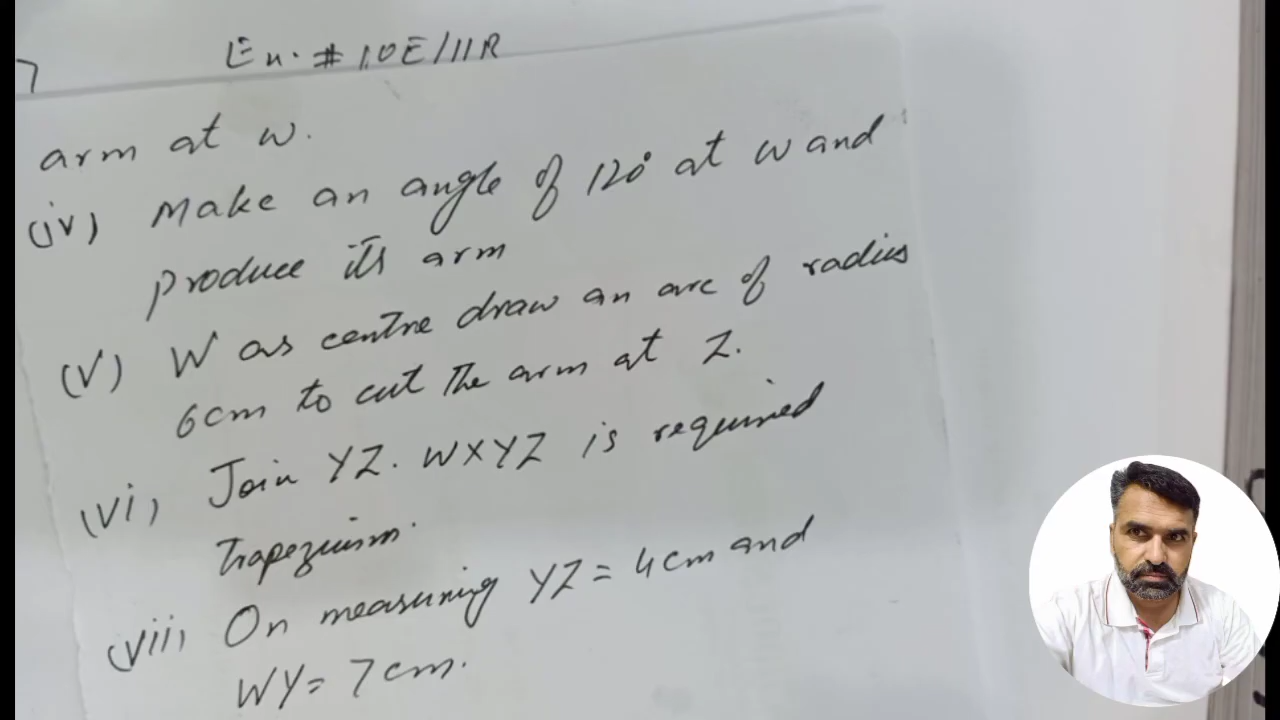 Ex. # 10E/11R
arm at W.
(iv) Make an angle of 120° at W and
produce its arm
(v) W as centre draw an arc of radius
6cm to cut the arm at Z.
(vi) Join YZ. WXYZ is required
Trapezuism.
(vii) On measuring YZ = 4cm and
WY = 7cm.